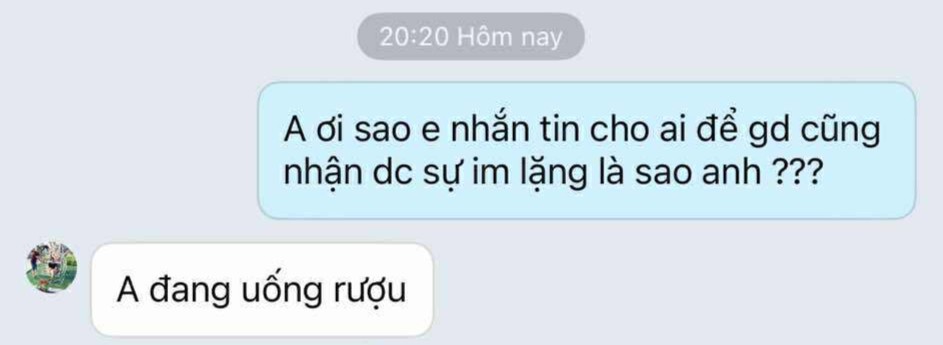 20:20 Hôm nay
A ơi sao e nhắn tin cho ai để gd cũng
nhận dc sự im lặng là sao anh ???
A đang uống rượu